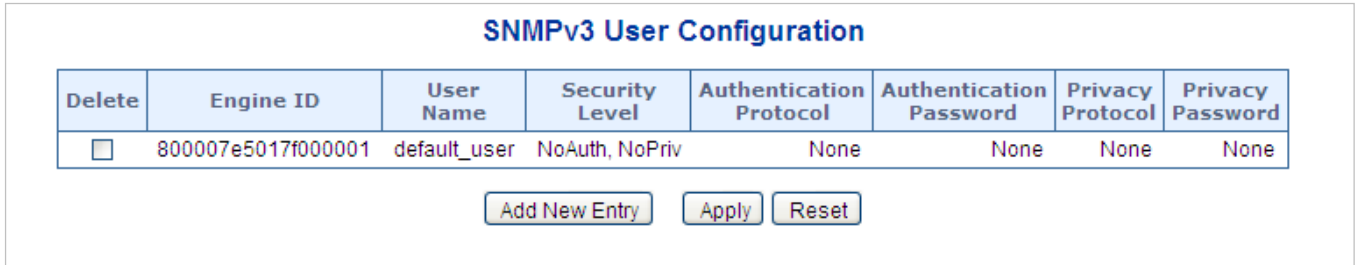 SNMPv3 User Configuration
Delete Engine ID User Name Security Level Authentication Protocol Authentication Password Privacy Protocol Privacy Password
800007e5017f000001 default_user NoAuth, NoPriv None None None None
Add New Entry Apply Reset